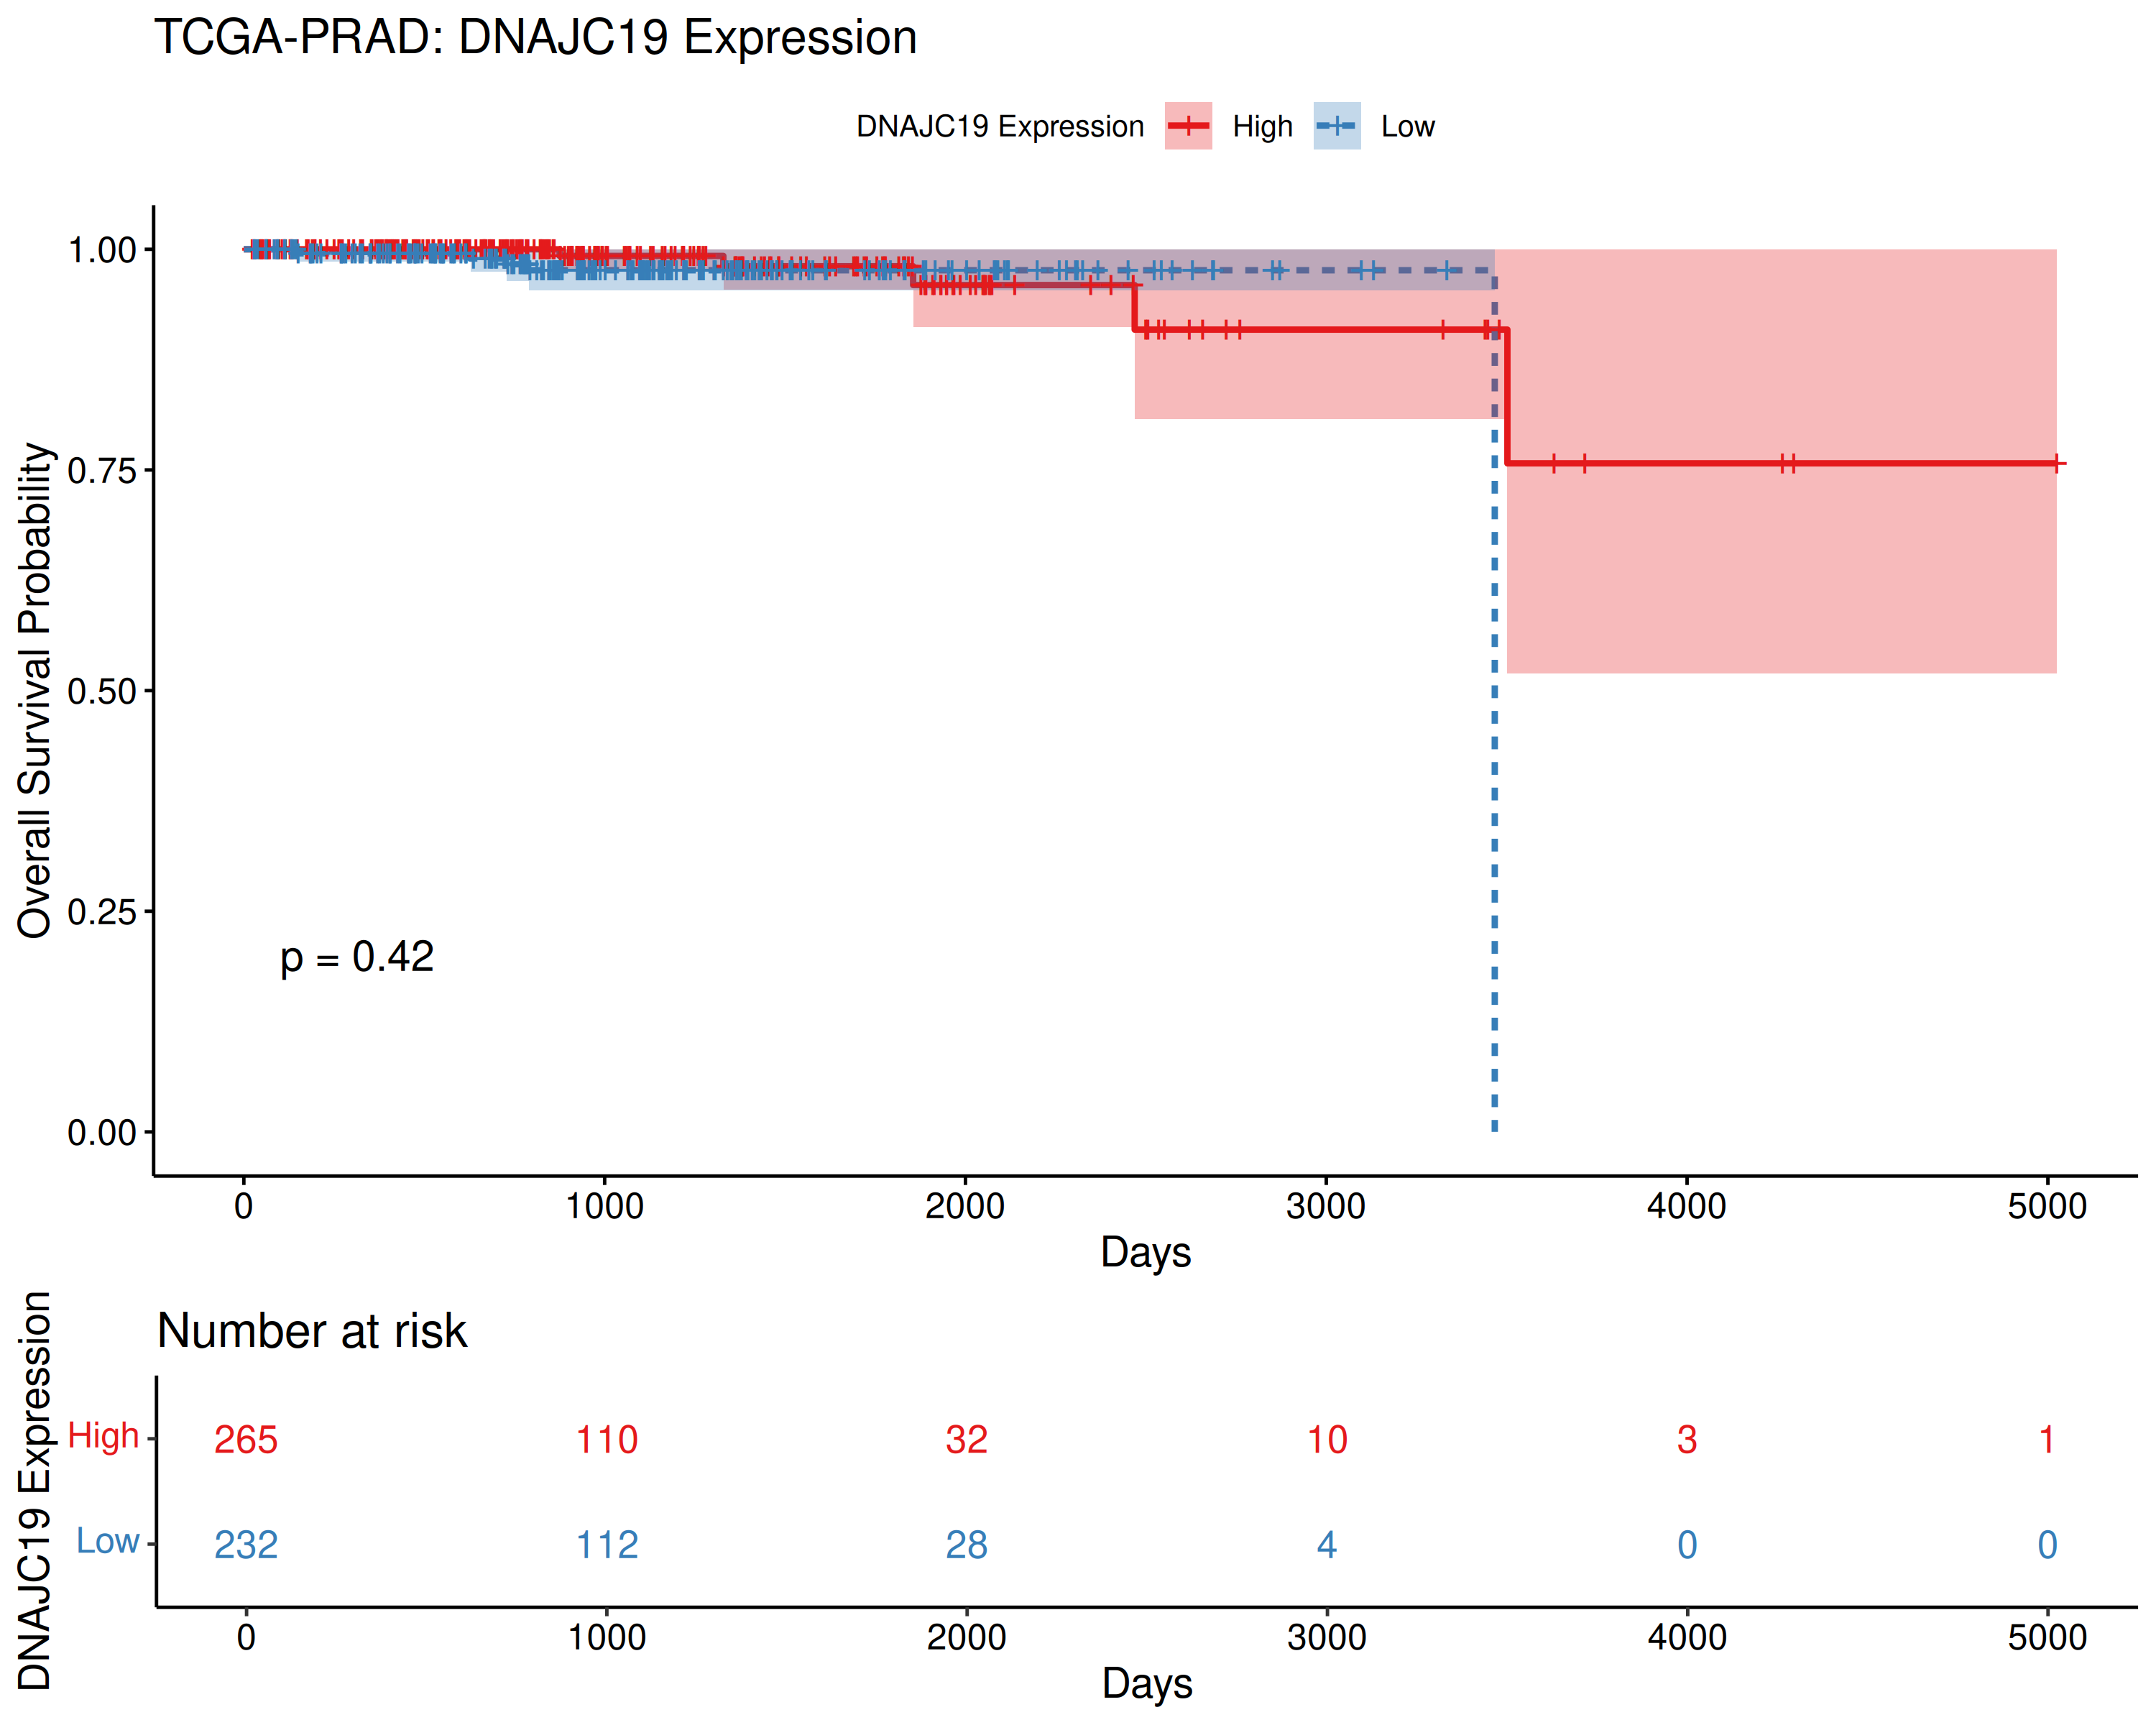 TCGA-PRAD: DNAJC19 Expression
DNAJC19 Expression High Low
Overall Survival Probability
1.00
0.75
0.50
0.25
0.00
p = 0.42
0 1000 2000 3000 4000 5000
Days
Number at risk
DNAJC19 Expression
High 265 110 32 10 3 1
Low 232 112 28 4 0 0
0 1000 2000 3000 4000 5000
Days